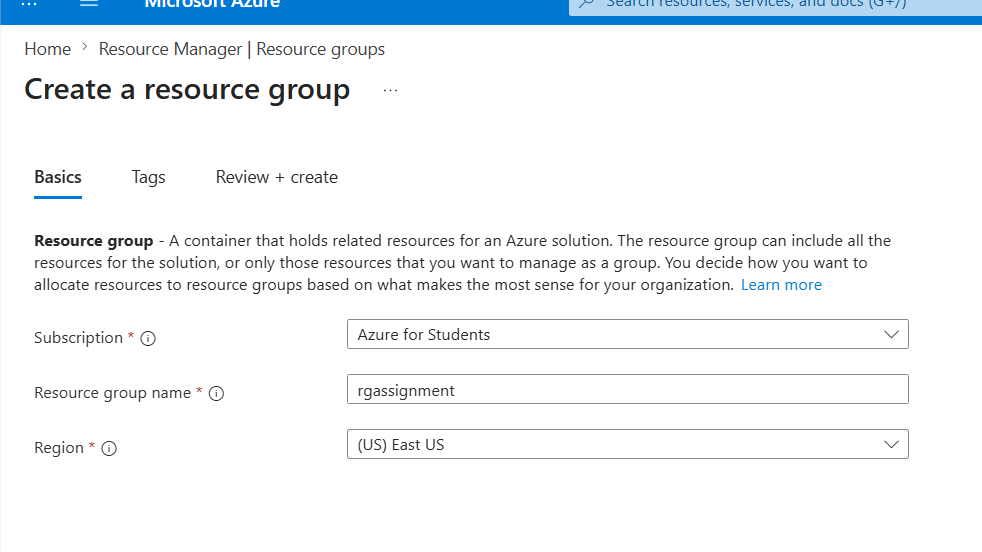 Microsoft Azure
Search resources, services, and docs (G+/)
Home > Resource Manager | Resource groups
Create a resource group ...
Basics Tags Review + create
Resource group - A container that holds related resources for an Azure solution. The resource group can include all the
resources for the solution, or only those resources that you want to manage as a group. You decide how you want to
allocate resources to resource groups based on what makes the most sense for your organization. Learn more
Subscription * Azure for Students
Resource group name * rgassignment
Region * (US) East US